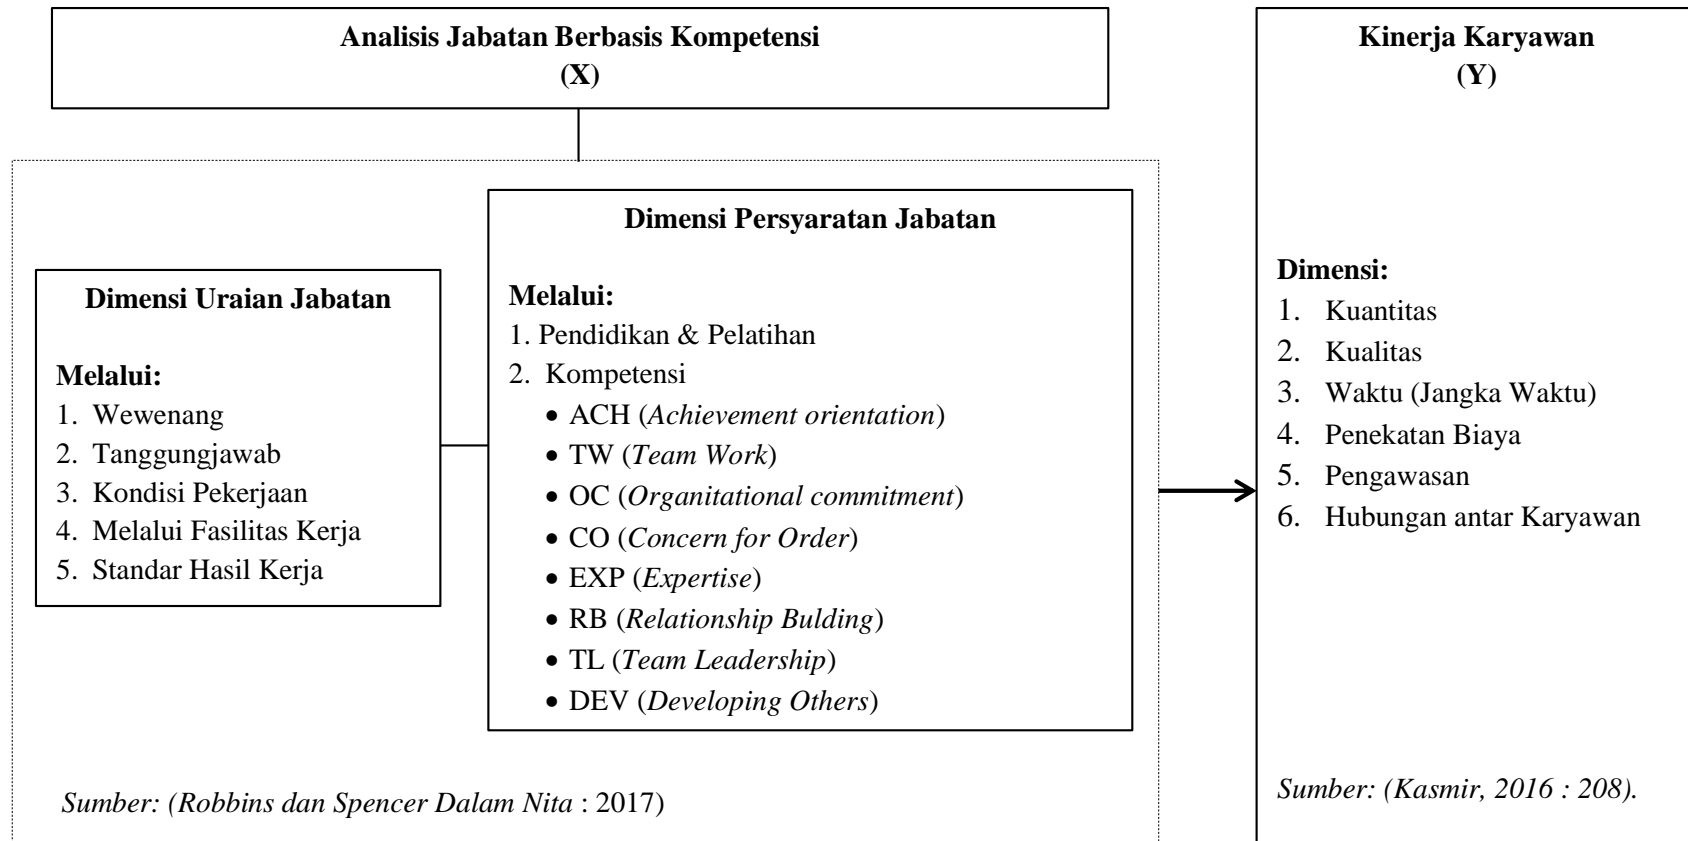 Analisis Jabatan Berbasis Kompetensi
(X)
Dimensi Uraian Jabatan
Melalui:
1. Wewenang
2. Tanggungjawab
3. Kondisi Pekerjaan
4. Melalui Fasilitas Kerja
5. Standar Hasil Kerja
Dimensi Persyaratan Jabatan
Melalui:
1. Pendidikan & Pelatihan
2. Kompetensi
• ACH (Achievement orientation)
• TW (Team Work)
• OC (Organitational commitment)
• CO (Concern for Order)
• EXP (Expertise)
• RB (Relationship Bulding)
• TL (Team Leadership)
• DEV (Developing Others)
Sumber: (Robbins dan Spencer Dalam Nita : 2017)
Kinerja Karyawan
(Y)
Dimensi:
1. Kuantitas
2. Kualitas
3. Waktu (Jangka Waktu)
4. Penekatan Biaya
5. Pengawasan
6. Hubungan antar Karyawan
Sumber: (Kasmir, 2016 : 208).